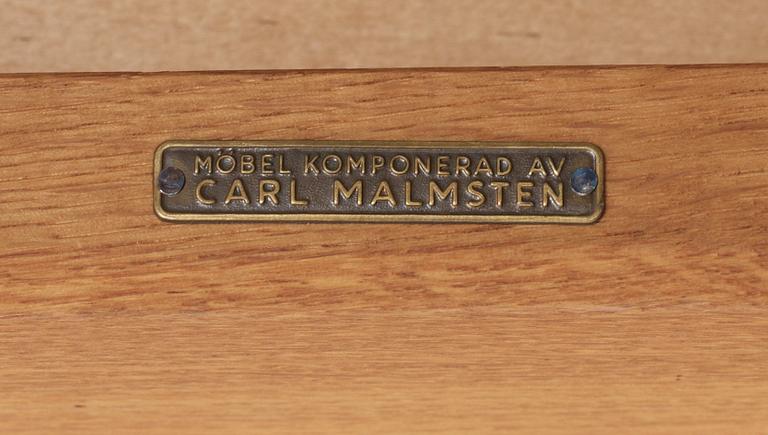 MÖBEL KOMPONERAD AV
CARL MALMSTEN